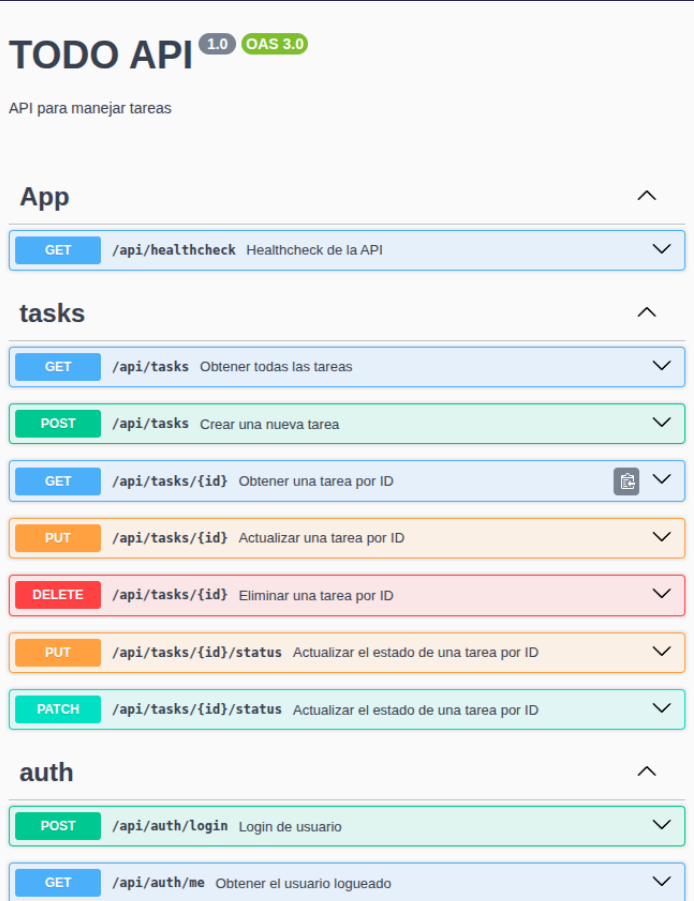 TODO API 1.0 OAS 3.0
API para manejar tareas
App
GET /api/healthcheck Healthcheck de la API
tasks
GET /api/tasks Obtener todas las tareas
POST /api/tasks Crear una nueva tarea
GET /api/tasks/{id} Obtener una tarea por ID
PUT /api/tasks/{id} Actualizar una tarea por ID
DELETE /api/tasks/{id} Eliminar una tarea por ID
PUT /api/tasks/{id}/status Actualizar el estado de una tarea por ID
PATCH /api/tasks/{id}/status Actualizar el estado de una tarea por ID
auth
POST /api/auth/login Login de usuario
GET /api/auth/me Obtener el usuario logueado